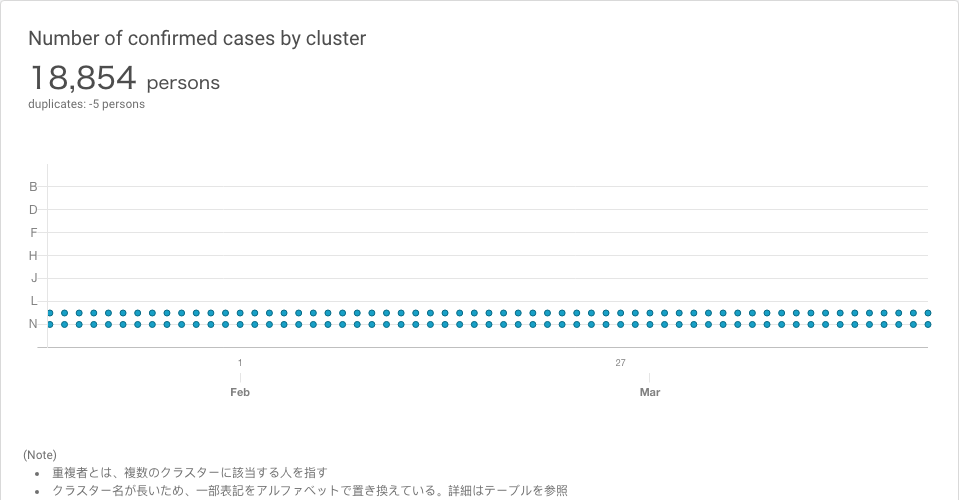 Number of confirmed cases by cluster
18,854 persons
duplicates: -5 persons
B
D
F
H
J
L
N
1
27
Feb
Mar
(Note)
重複者とは、複数のクラスターに該当する人を指す
クラスター名が長いため、一部表記をアルファベットで置き換えている。詳細はテーブルを参照